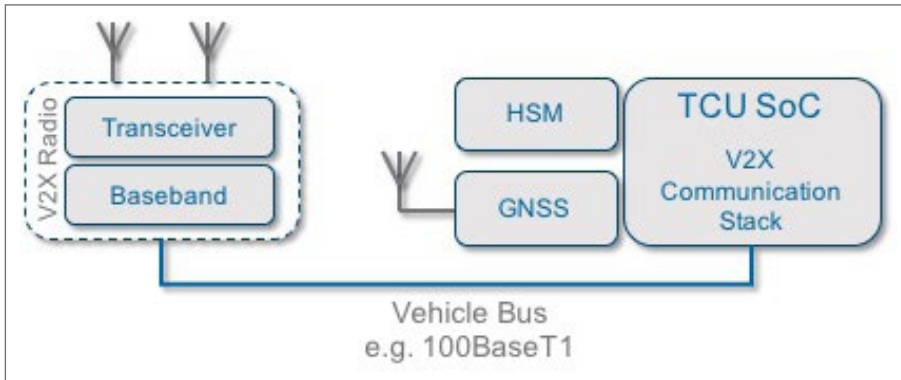 V2X Radio
Transceiver
Baseband
HSM
GNSS
TCU SoC
V2X
Communication
Stack
Vehicle Bus
e.g. 100BaseT1